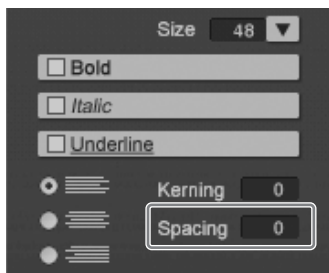 Size 48
Bold
Italic
Underline
Kerning 0
Spacing 0